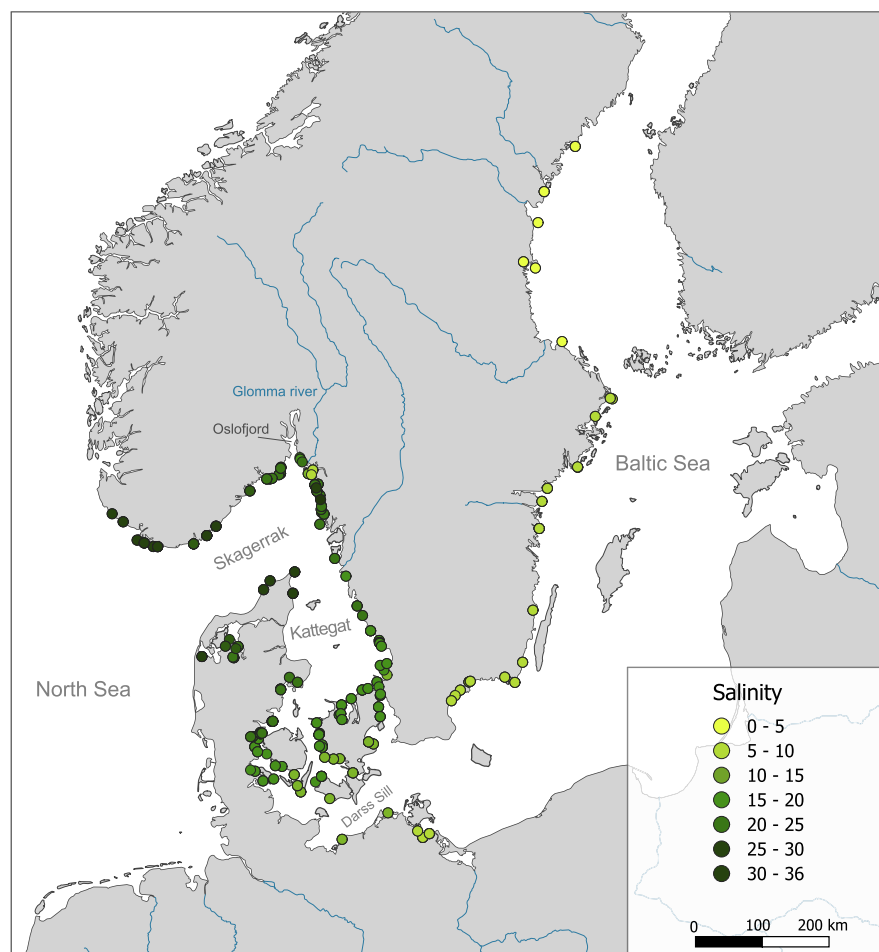 Glomma river
Oslofjord
Baltic Sea
Skagerrak
Kattegat
North Sea
Darss Sill
Salinity
0 - 5
5 - 10
10 - 15
15 - 20
20 - 25
25 - 30
30 - 36
0 100 200 km